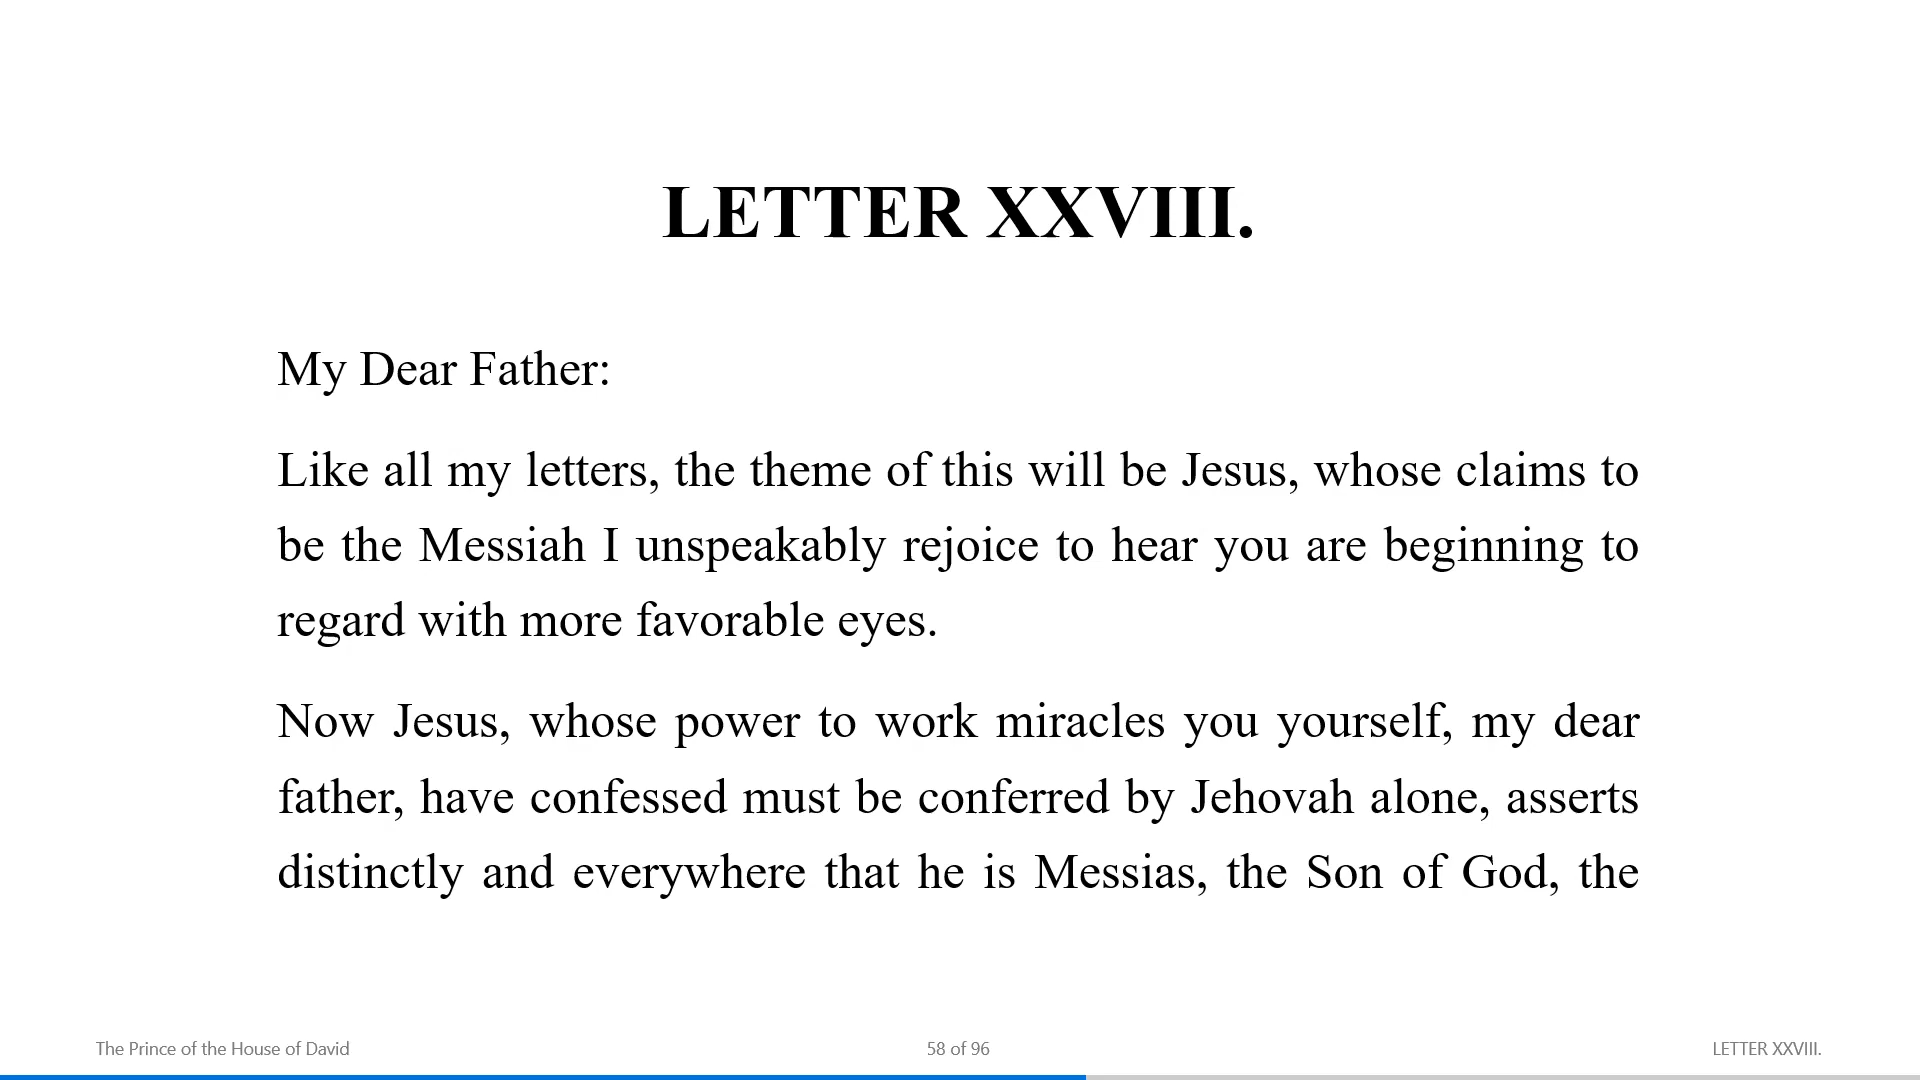 LETTER XXVIII.
My Dear Father:
Like all my letters, the theme of this will be Jesus, whose claims to
be the Messiah I unspeakably rejoice to hear you are beginning to
regard with more favorable eyes.
Now Jesus, whose power to work miracles you yourself, my dear
father, have confessed must be conferred by Jehovah alone, asserts
distinctly and everywhere that he is Messias, the Son of God, the
The Prince of the House of David
58 of 96
LETTER XXVIII.